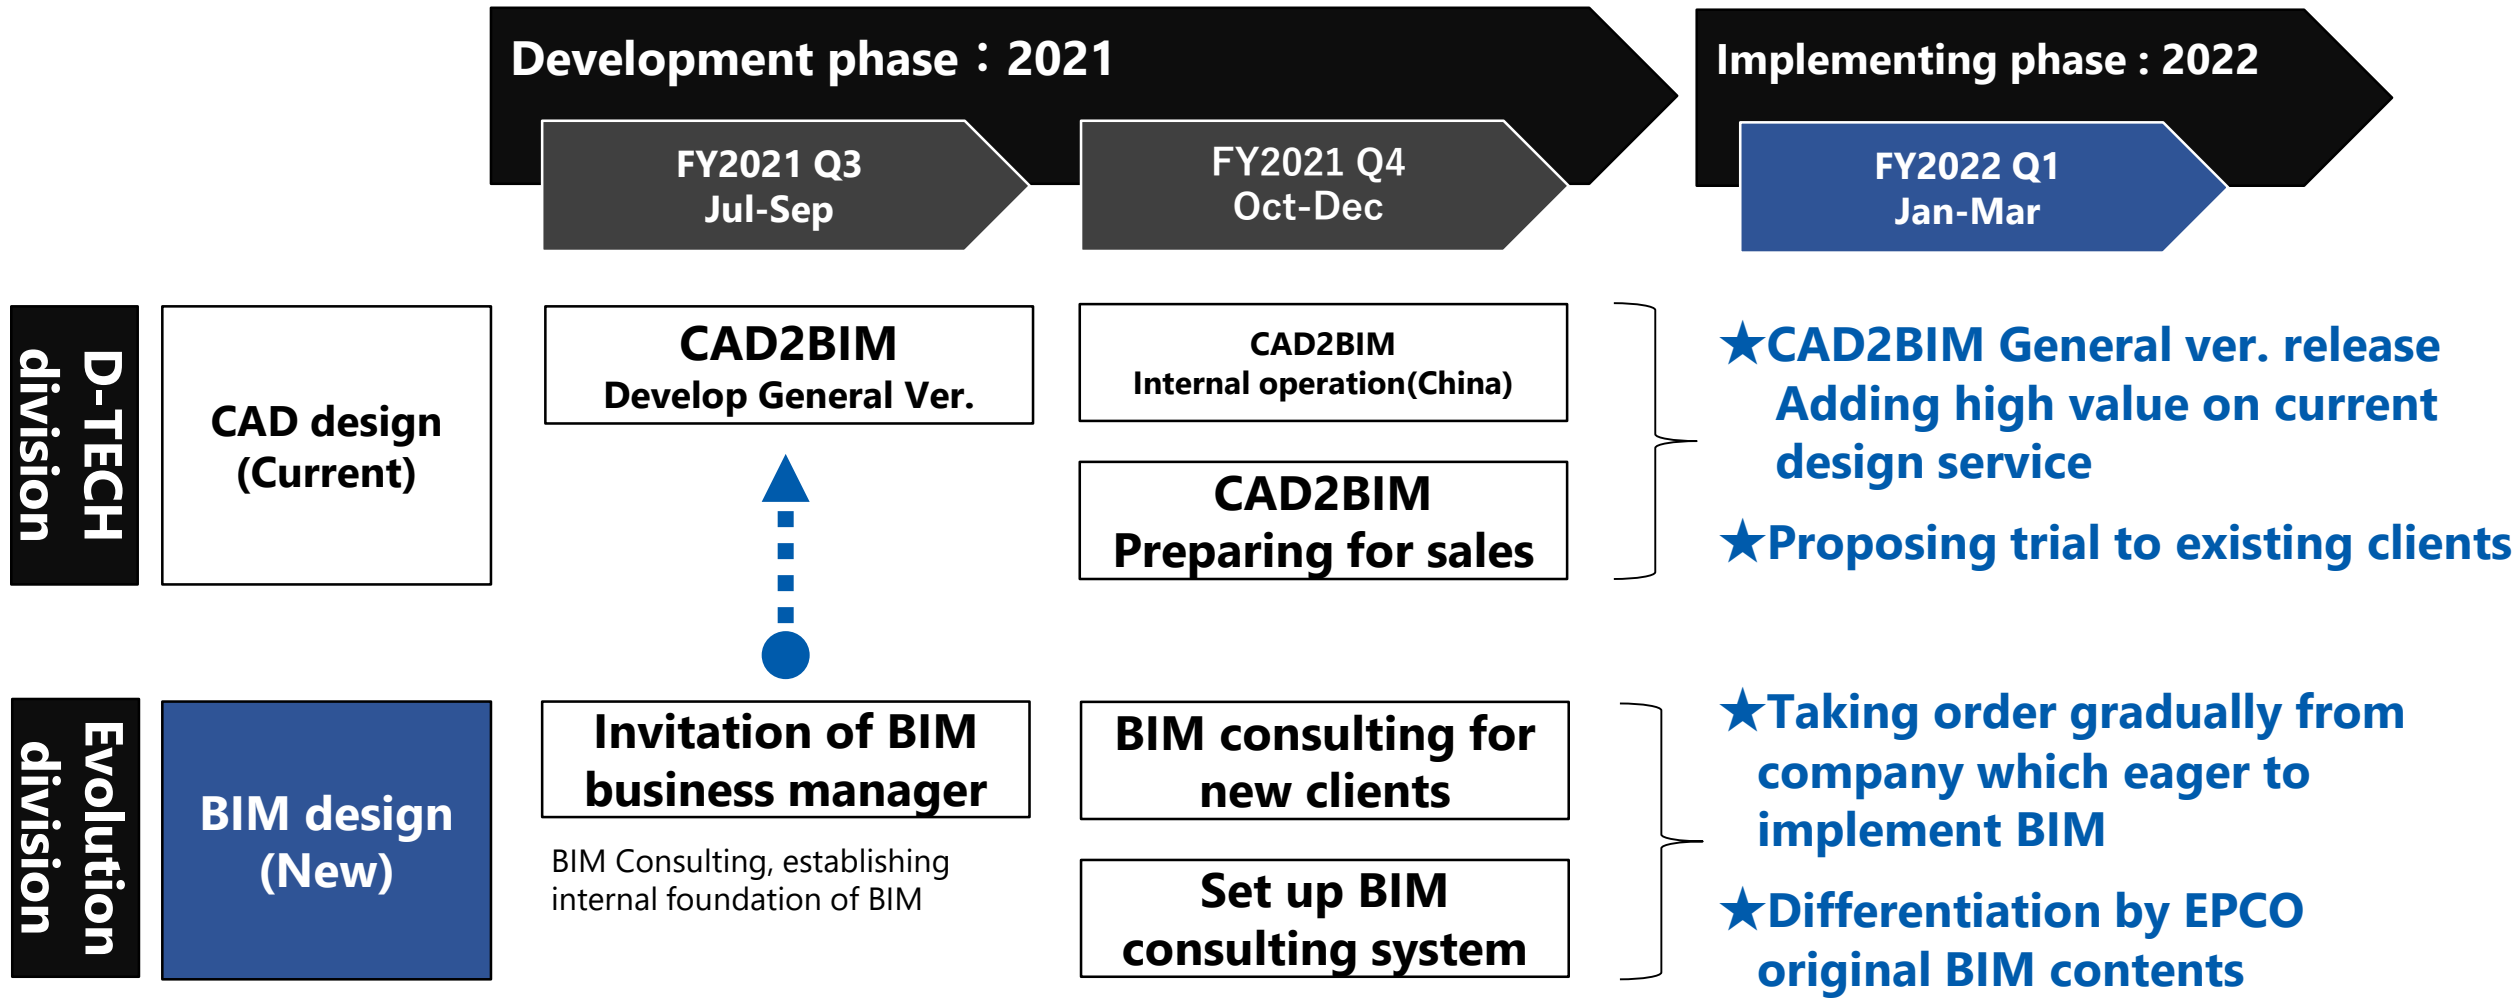 Development phase：2021
Implementing phase : 2022
FY2021 Q3
Jul-Sep
FY2021 Q4
Oct-Dec
FY2022 Q1
Jan-Mar
D-TECH
division
CAD design
(Current)
CAD2BIM
Develop General Ver.
CAD2BIM
Internal operation(China)
CAD2BIM
Preparing for sales
★CAD2BIM General ver. release
Adding high value on current
design service
★Proposing trial to existing clients
Evolution
division
BIM design
(New)
Invitation of BIM
business manager
BIM Consulting, establishing
internal foundation of BIM
BIM consulting for
new clients
Set up BIM
consulting system
★Taking order gradually from
company which eager to
implement BIM
★Differentiation by EPCO
original BIM contents